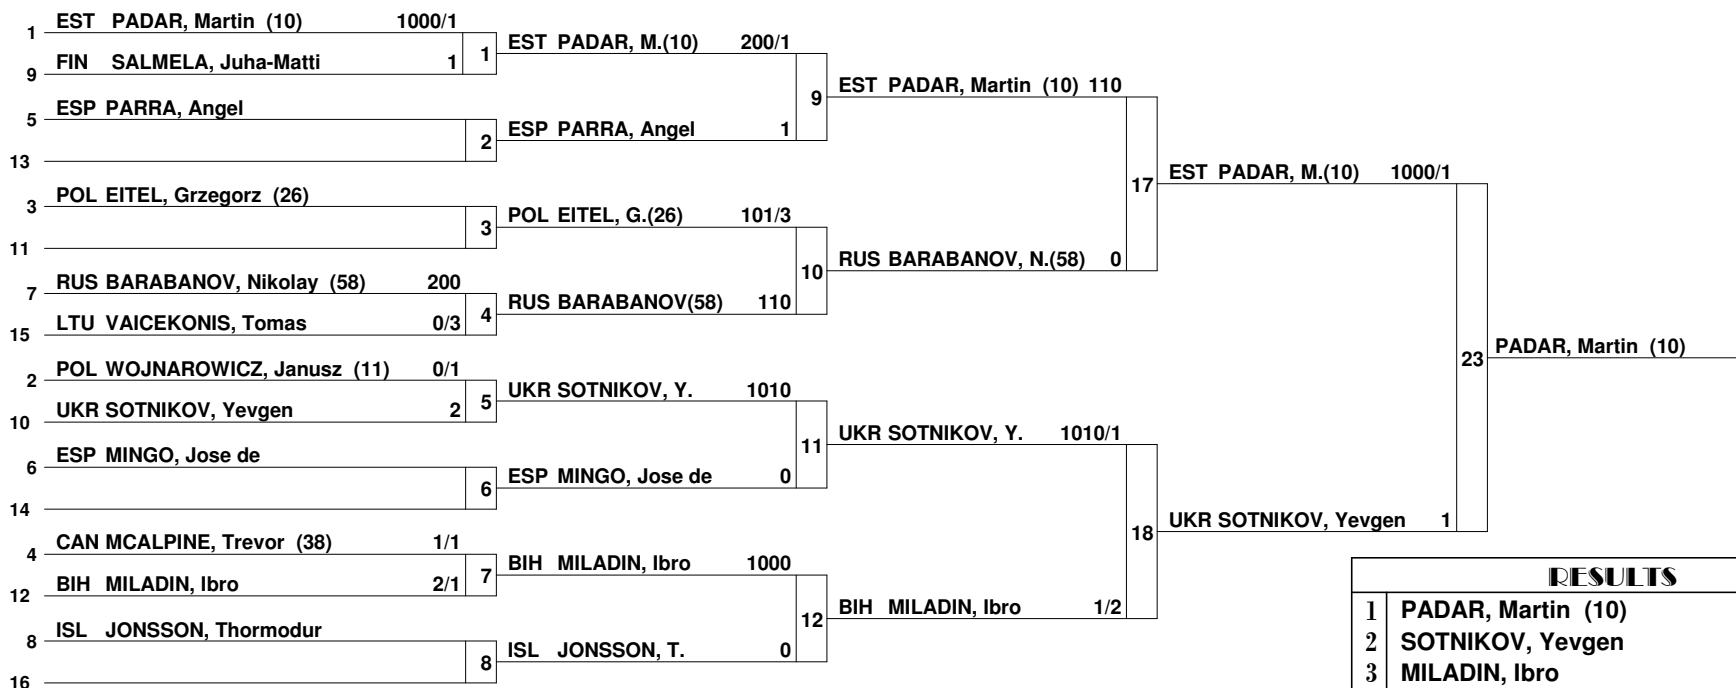 1 EST PADAR, Martin (10) 1000/1
9 FIN SALMELA, Juha-Matti 1
1
5 ESP PARRA, Angel
13
2
3 POL EITEL, Grzegorz (26)
11
3
7 RUS BARABANOV, Nikolay (58) 200
15 LTU VAICEKONIS, Tomas 0/3
4
2 POL WOJNAROWICZ, Janusz (11) 0/1
10 UKR SOTNIKOV, Yevgen 2
5
6 ESP MINGO, Jose de
14
6
4 CAN MCALPINE, Trevor (38) 1/1
12 BIH MILADIN, Ibro 2/1
7
8 ISL JONSSON, Thormodur
16
8
EST PADAR, M.(10) 200/1
ESP PARRA, Angel 1
9
POL EITEL, G.(26) 101/3
RUS BARABANOV(58) 110
10
UKR SOTNIKOV, Y. 1010
ESP MINGO, Jose de 0
11
BIH MILADIN, Ibro 1000
ISL JONSSON, T. 0
12
EST PADAR, Martin (10) 110
RUS BARABANOV, N.(58) 0
17
UKR SOTNIKOV, Y. 1010/1
BIH MILADIN, Ibro 1/2
18
EST PADAR, M.(10) 1000/1
UKR SOTNIKOV, Yevgen 1
23
PADAR, Martin (10)
RESULTS
1 PADAR, Martin (10)
2 SOTNIKOV, Yevgen
3 MILADIN, Ibro